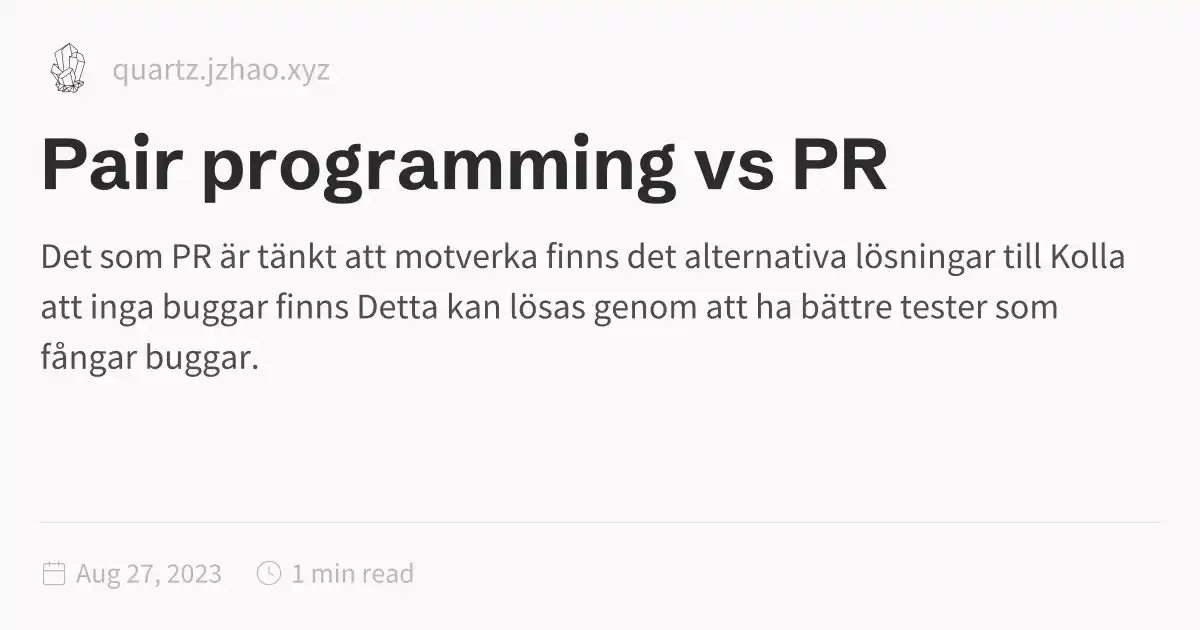 quartz.jzhao.xyz
Pair programming vs PR
Det som PR är tänkt att motverka finns det alternativa lösningar till Kolla
att inga buggar finns Detta kan lösas genom att ha bättre tester som
fångar buggar.
Aug 27, 2023 1 min read